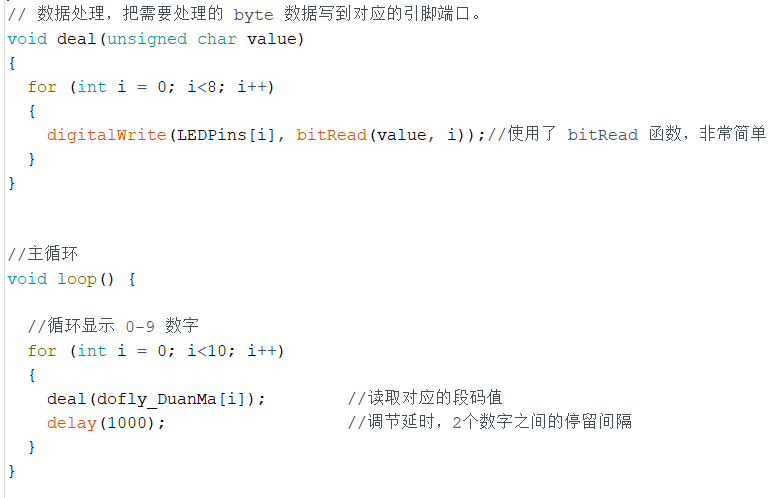 // 数据处理，把需要处理的 byte 数据写到对应的引脚端口。
void deal(unsigned char value)
{
  for (int i = 0; i<8; i++)
  {
    digitalWrite(LEDPins[i], bitRead(value, i));//使用了 bitRead 函数，非常简单
  }
}
//主循环
void loop() {
  //循环显示 0-9 数字
  for (int i = 0; i<10; i++)
  {
    deal(dofly_DuanMa[i]);        //读取对应的段码值
    delay(1000);                  //调节延时，2个数字之间的停留间隔
  }
}